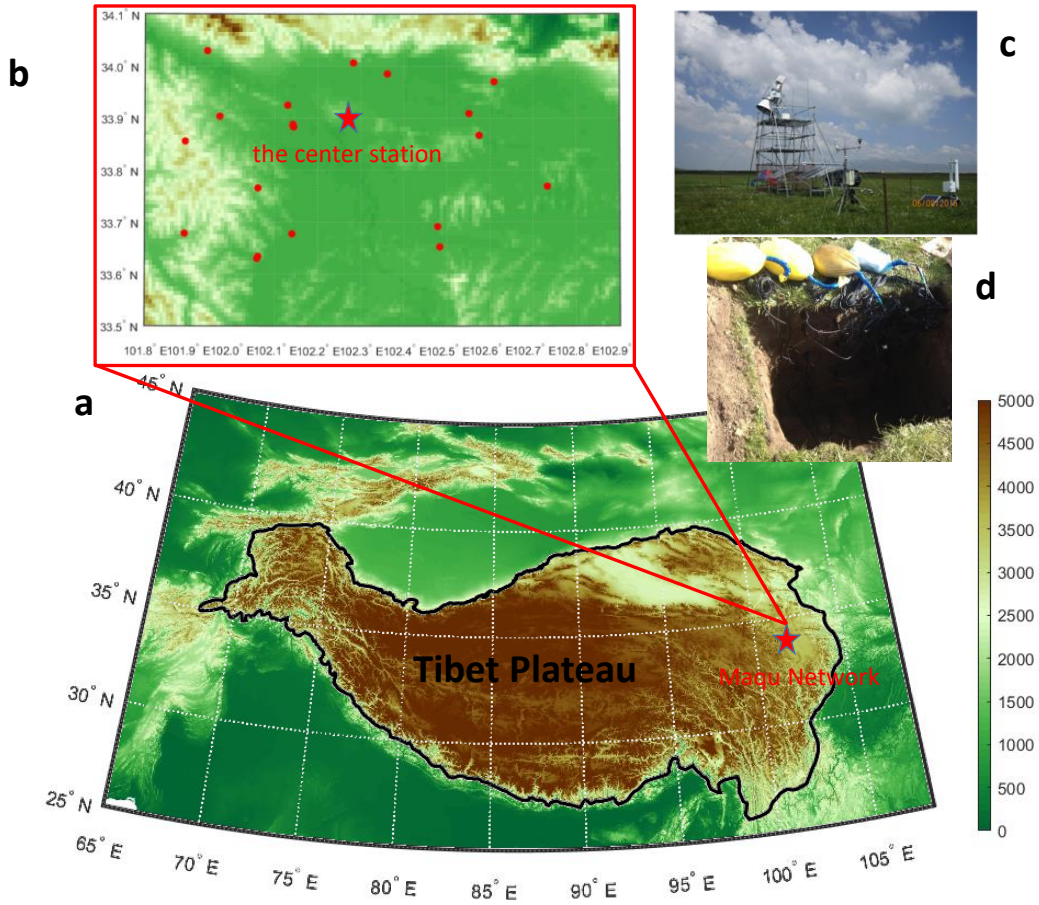 b
34.1° N
34.0° N
33.9° N
33.8° N
33.7° N
33.6° N
33.5° N
the center station
101.8° E101.9° E102.0° E102.1° E102.2° E102.3° E102.4° E102.5° E102.6° E102.7° E102.8° E102.9° E
c
d
a
45° N
40° N
35° N
30° N
25° N
65° E
70° E
75° E
80° E
85° E
90° E
95° E
100° E
105° E
Tibet Plateau
Maqu Network
5000
4500
4000
3500
3000
2500
2000
1500
1000
500
0